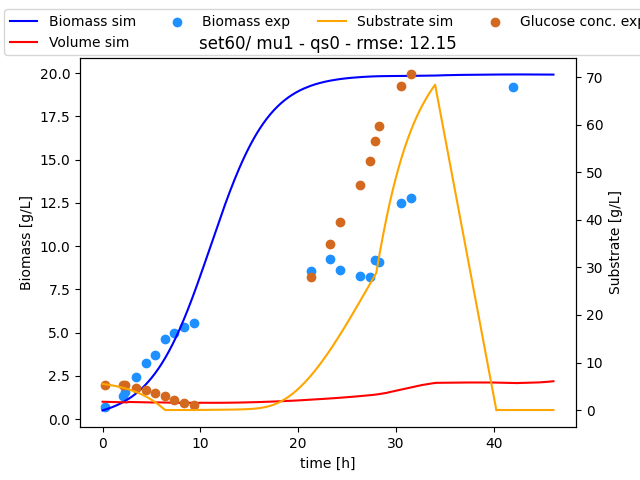 Biomass sim
Biomass exp
Substrate sim
Glucose conc. exp
Volume sim
set60/ mu1 - qs0 - rmse: 12.15
20.0
17.5
15.0
12.5
10.0
7.5
5.0
2.5
0.0
Biomass [g/L]
70
60
50
40
30
20
10
0
Substrate [g/L]
0
10
20
30
40
time [h]